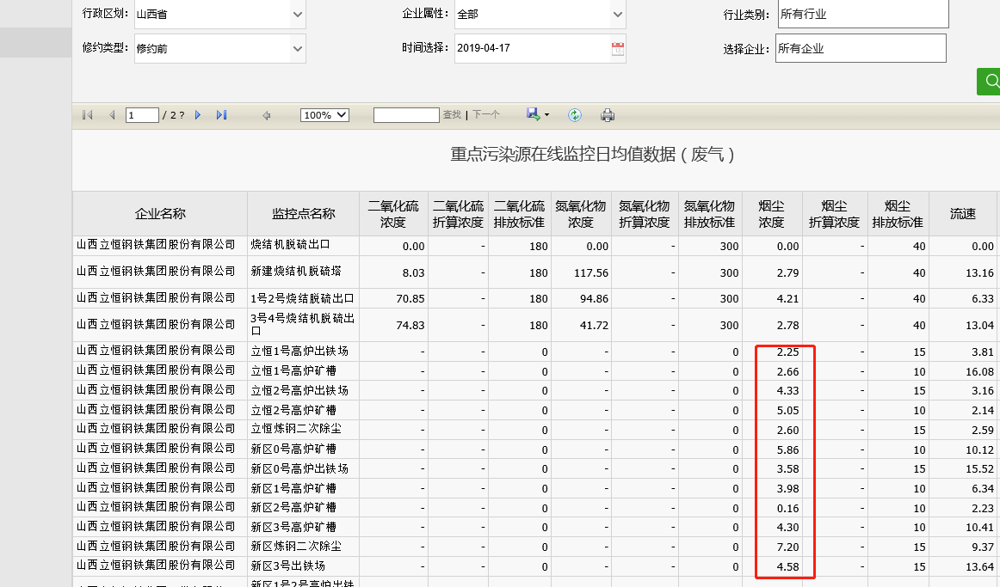 行政区划: 山西省 企业属性: 全部 行业类别: 所有行业
修约类型: 修约前 时间选择: 2019-04-17 选择企业: 所有企业
1 / 2 ? 100% 查找 | 下一个
重点污染源在线监控日均值数据（废气）
企业名称 监控点名称 二氧化硫浓度 二氧化硫折算浓度 二氧化硫排放标准 氮氧化物浓度 氮氧化物折算浓度 氮氧化物排放标准 烟尘浓度 烟尘折算浓度 烟尘排放标准 流速
山西立恒钢铁集团股份有限公司 烧结机脱硫出口 0.00 - 180 0.00 - 300 0.00 - 40 0.00
山西立恒钢铁集团股份有限公司 新建烧结机脱硫塔 8.03 - 180 117.56 - 300 2.79 - 40 13.16
山西立恒钢铁集团股份有限公司 1号2号烧结脱硫出口 70.85 - 180 94.86 - 300 4.21 - 40 6.33
山西立恒钢铁集团股份有限公司 3号4号烧结机脱硫出口 74.83 - 180 41.72 - 300 2.78 - 40 13.04
山西立恒钢铁集团股份有限公司 立恒1号高炉出铁场 - - 0 - - 0 2.25 - 15 3.81
山西立恒钢铁集团股份有限公司 立恒1号高炉矿槽 - - 0 - - 0 2.66 - 10 16.08
山西立恒钢铁集团股份有限公司 立恒2号高炉出铁场 - - 0 - - 0 4.33 - 15 3.16
山西立恒钢铁集团股份有限公司 立恒2号高炉矿槽 - - 0 - - 0 5.05 - 10 2.14
山西立恒钢铁集团股份有限公司 立恒炼钢二次除尘 - - 0 - - 0 2.60 - 15 2.59
山西立恒钢铁集团股份有限公司 新区0号高炉矿槽 - - 0 - - 0 5.86 - 10 10.12
山西立恒钢铁集团股份有限公司 新区0号高炉出铁场 - - 0 - - 0 3.58 - 15 15.52
山西立恒钢铁集团股份有限公司 新区1号高炉矿槽 - - 0 - - 0 3.98 - 10 6.34
山西立恒钢铁集团股份有限公司 新区2号高炉矿槽 - - 0 - - 0 0.16 - 10 2.23
山西立恒钢铁集团股份有限公司 新区3号高炉矿槽 - - 0 - - 0 4.30 - 10 10.41
山西立恒钢铁集团股份有限公司 新区炼钢二次除尘 - - 0 - - 0 7.20 - 15 9.37
山西立恒钢铁集团股份有限公司 新区3号出铁场 - - 0 - - 0 4.58 - 15 13.64
新区1号2号高炉出铁